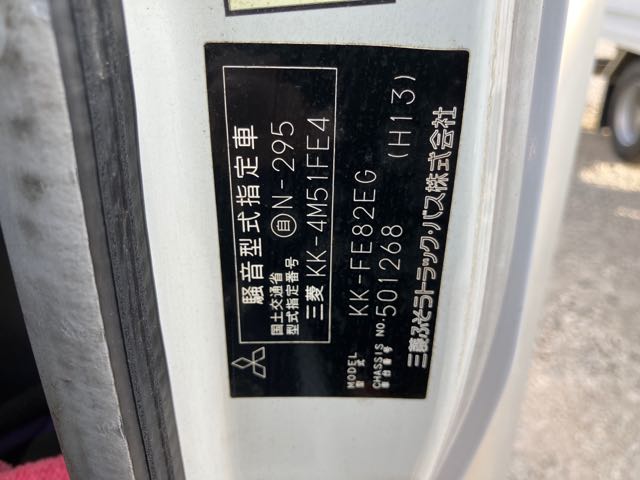 騒音型式指定車
国土交通省
型式指定番号 自N-295
三菱 KK-4M51FE4
MODEL
型式
KK-FE82EG (H13)
CHASSIS NO.
車台番号
501268
三菱ふそうトラック・バス株式会社